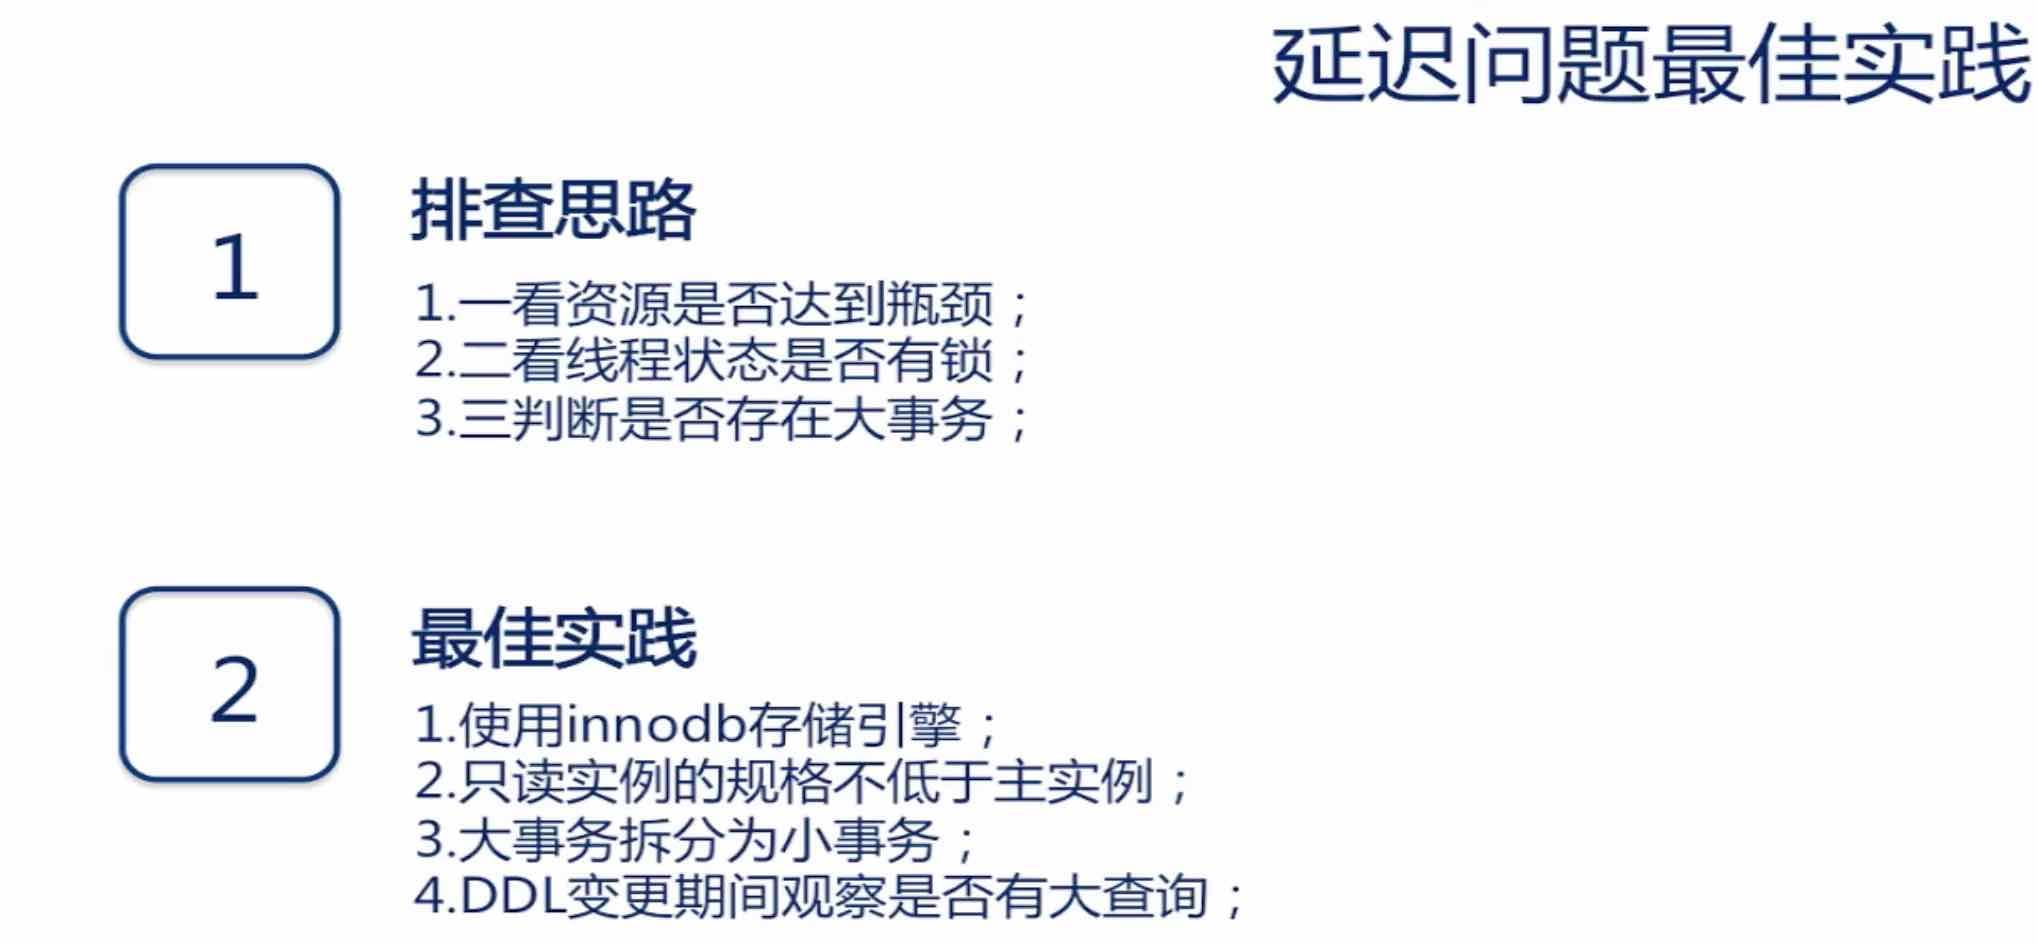 延迟问题最佳实践
1
排查思路
1.一看资源是否达到瓶颈；
2.二看线程状态是否有锁；
3.三判断是否存在大事务；
2
最佳实践
1.使用innodb存储引擎；
2.只读实例的规格不低于主实例；
3.大事务拆分为小事务；
4.DDL变更期间观察是否有大查询；